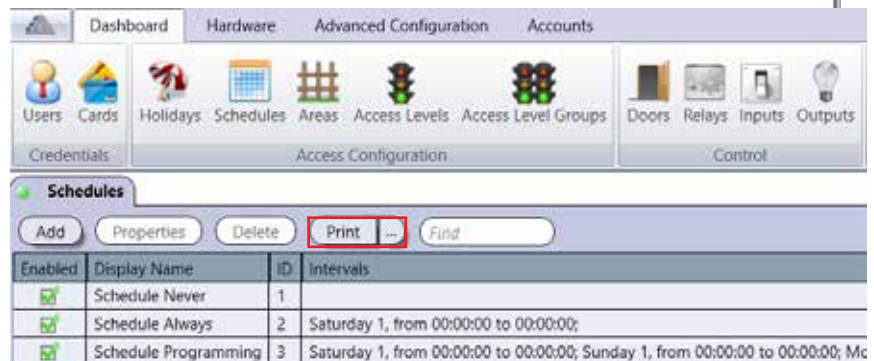 Dashboard Hardware Advanced Configuration Accounts
Users Cards Holidays Schedules Areas Access Levels Access Level Groups Doors Relays Inputs Outputs
Credentials Access Configuration Control
Schedules
Add Properties Delete Print ... Find
Enabled Display Name ID Intervals
Schedule Never 1
Schedule Always 2 Saturday 1, from 00:00:00 to 00:00:00;
Schedule Programming 3 Saturday 1, from 00:00:00 to 00:00:00; Sunday 1, from 00:00:00 to 00:00:00; Mo